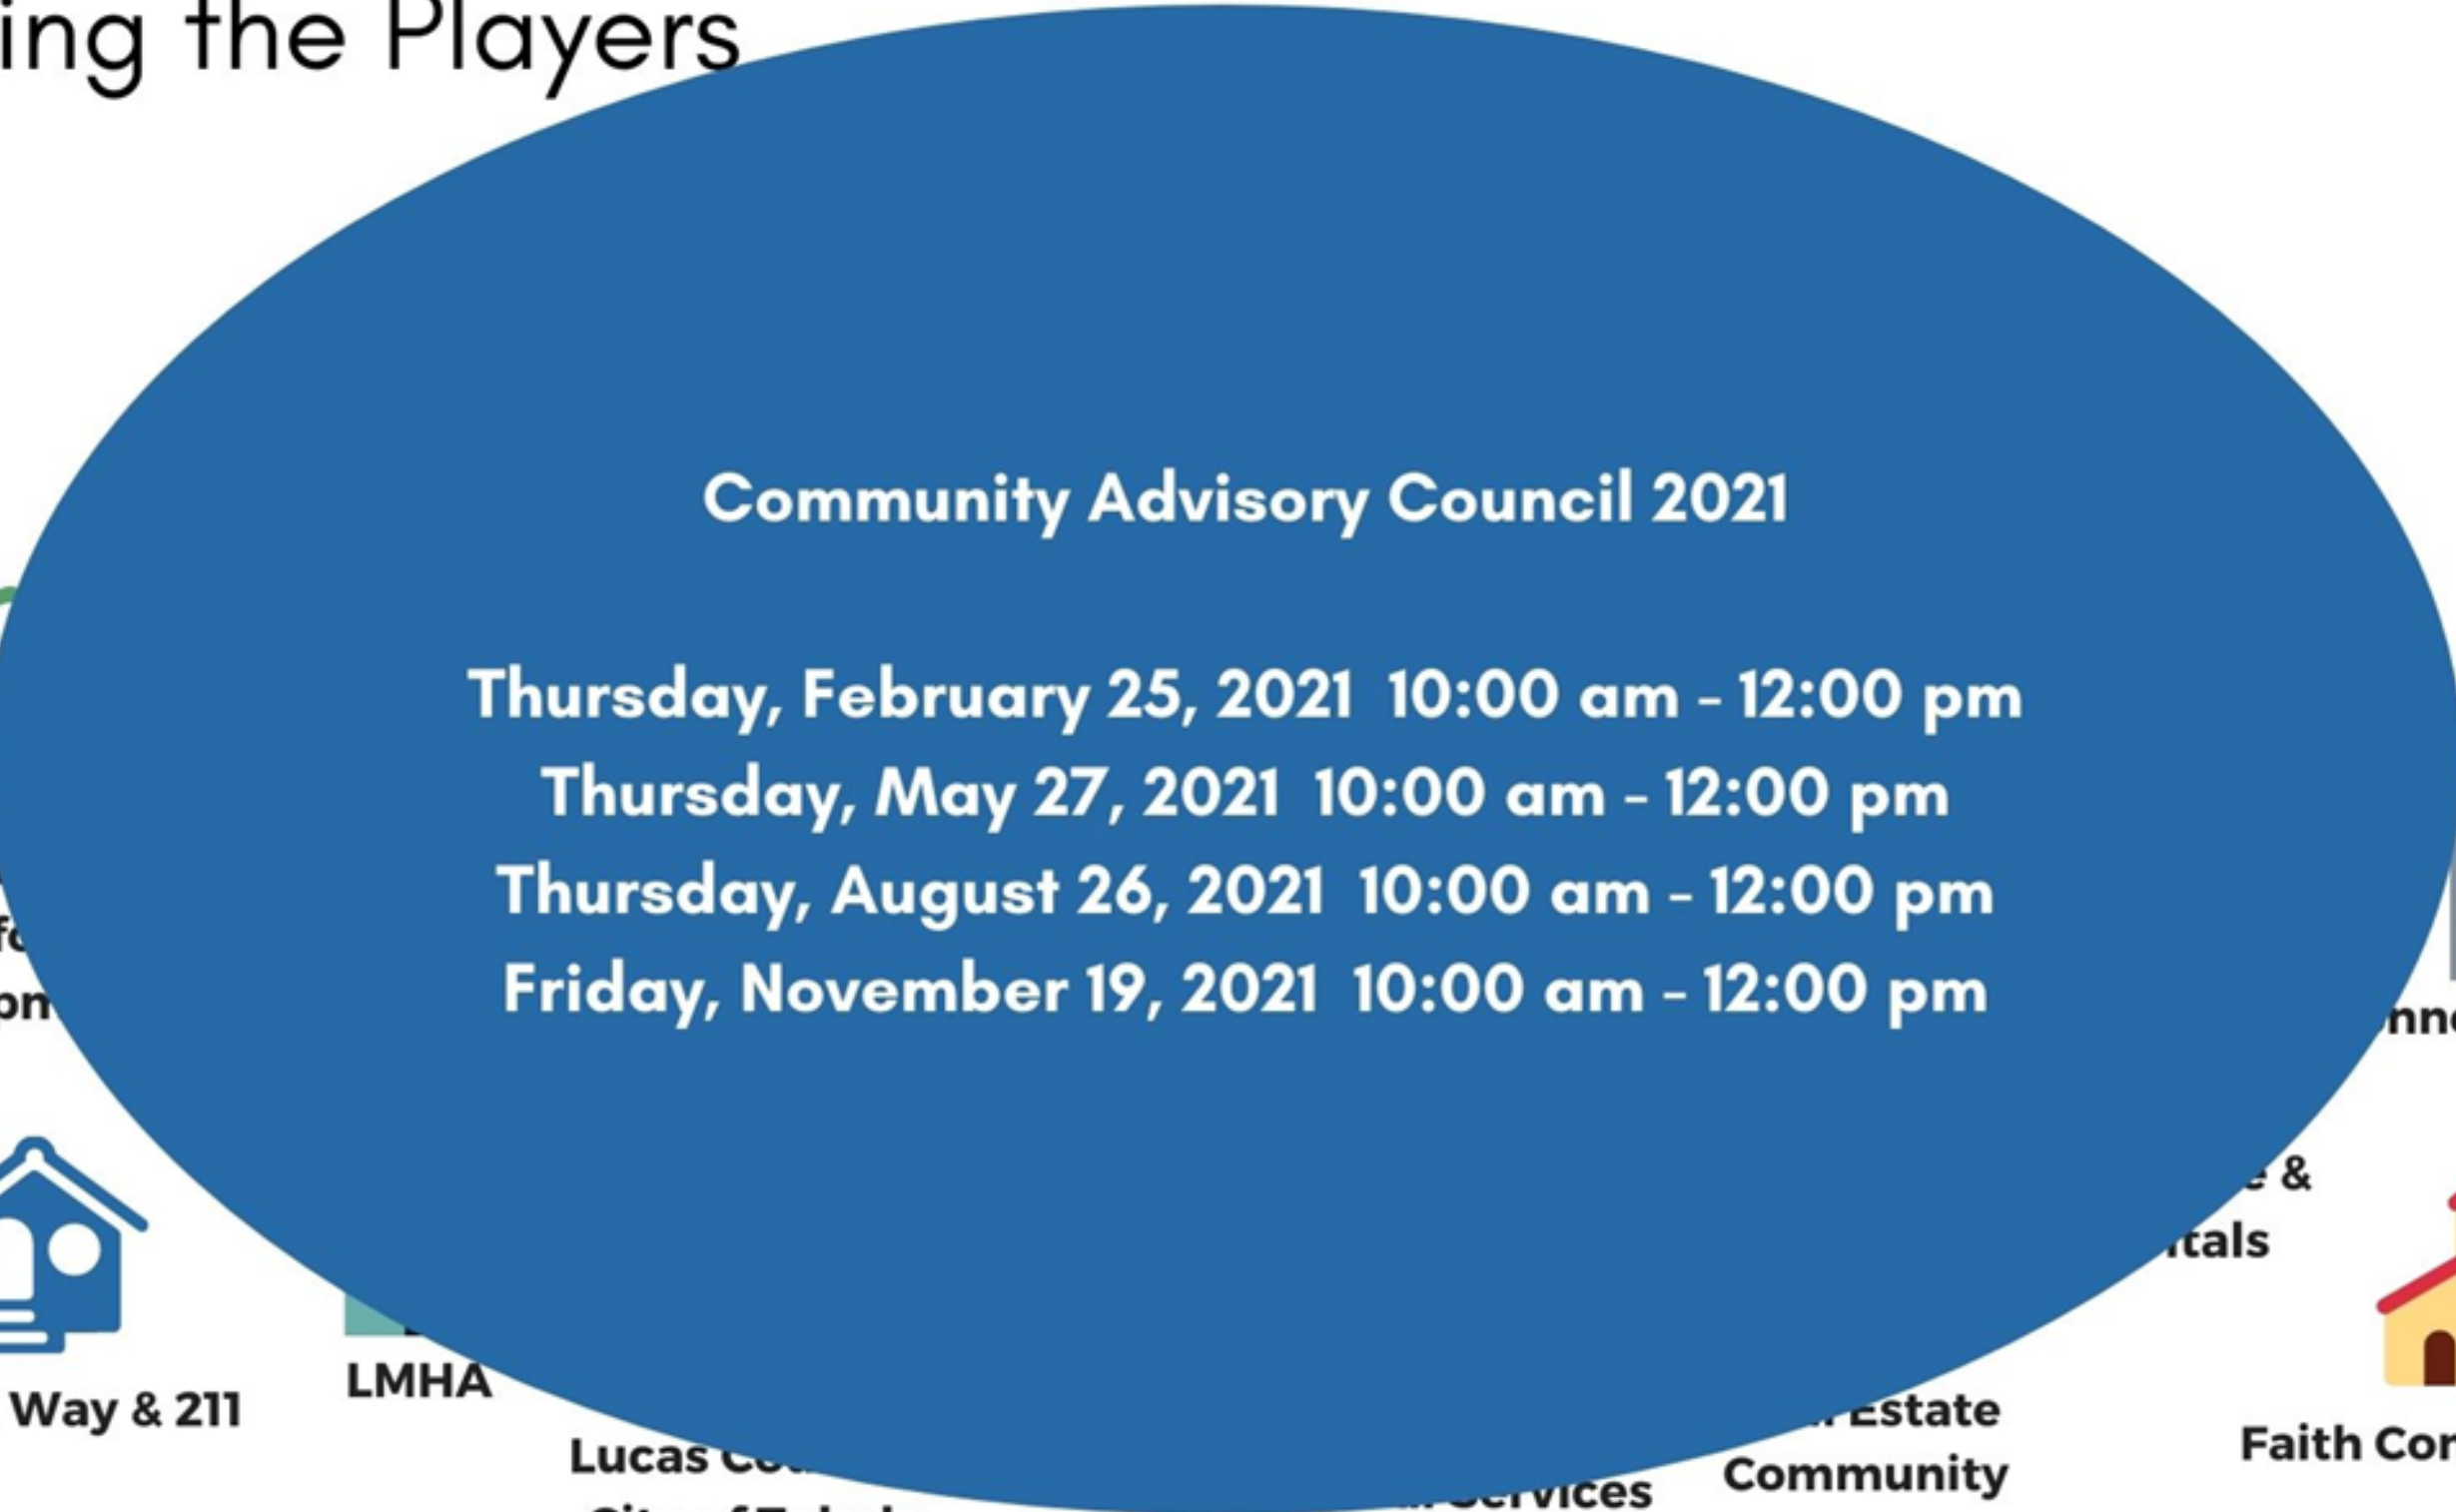 the Players
Community Advisory Council 2021
Thursday, February 25, 2021 10:00 am - 12:00 pm
Thursday, May 27, 2021 10:00 am - 12:00 pm
Thursday, August 26, 2021 10:00 am - 12:00 pm
Friday, November 19, 2021 10:00 am - 12:00 pm
&
Way & 211
LMHA
Lucas
Estate
Community
Faith